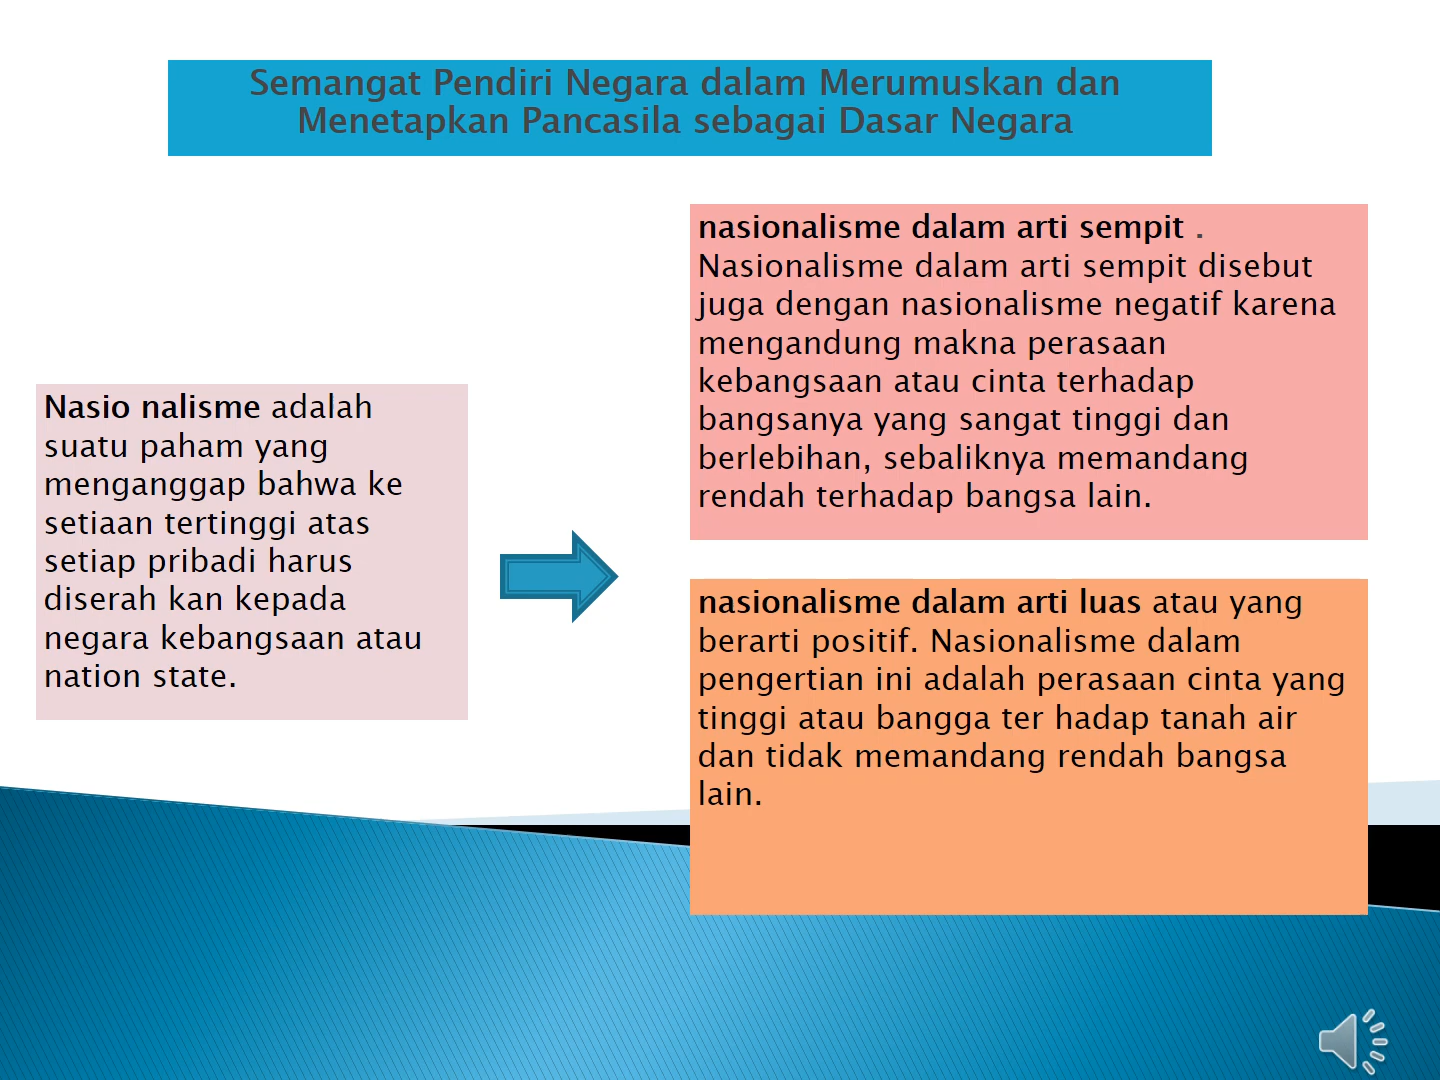 Semangat Pendiri Negara dalam Merumuskan dan
Menetapkan Pancasila sebagai Dasar Negara
Nasio nalisme adalah
suatu paham yang
menganggap bahwa ke
setiaan tertinggi atas
setiap pribadi harus
diserah kan kepada
negara kebangsaan atau
nation state.
nasionalisme dalam arti sempit .
Nasionalisme dalam arti sempit disebut
juga dengan nasionalisme negatif karena
mengandung makna perasaan
kebangsaan atau cinta terhadap
bangsanya yang sangat tinggi dan
berlebihan, sebaliknya memandang
rendah terhadap bangsa lain.
nasionalisme dalam arti luas atau yang
berarti positif. Nasionalisme dalam
pengertian ini adalah perasaan cinta yang
tinggi atau bangga ter hadap tanah air
dan tidak memandang rendah bangsa
lain.